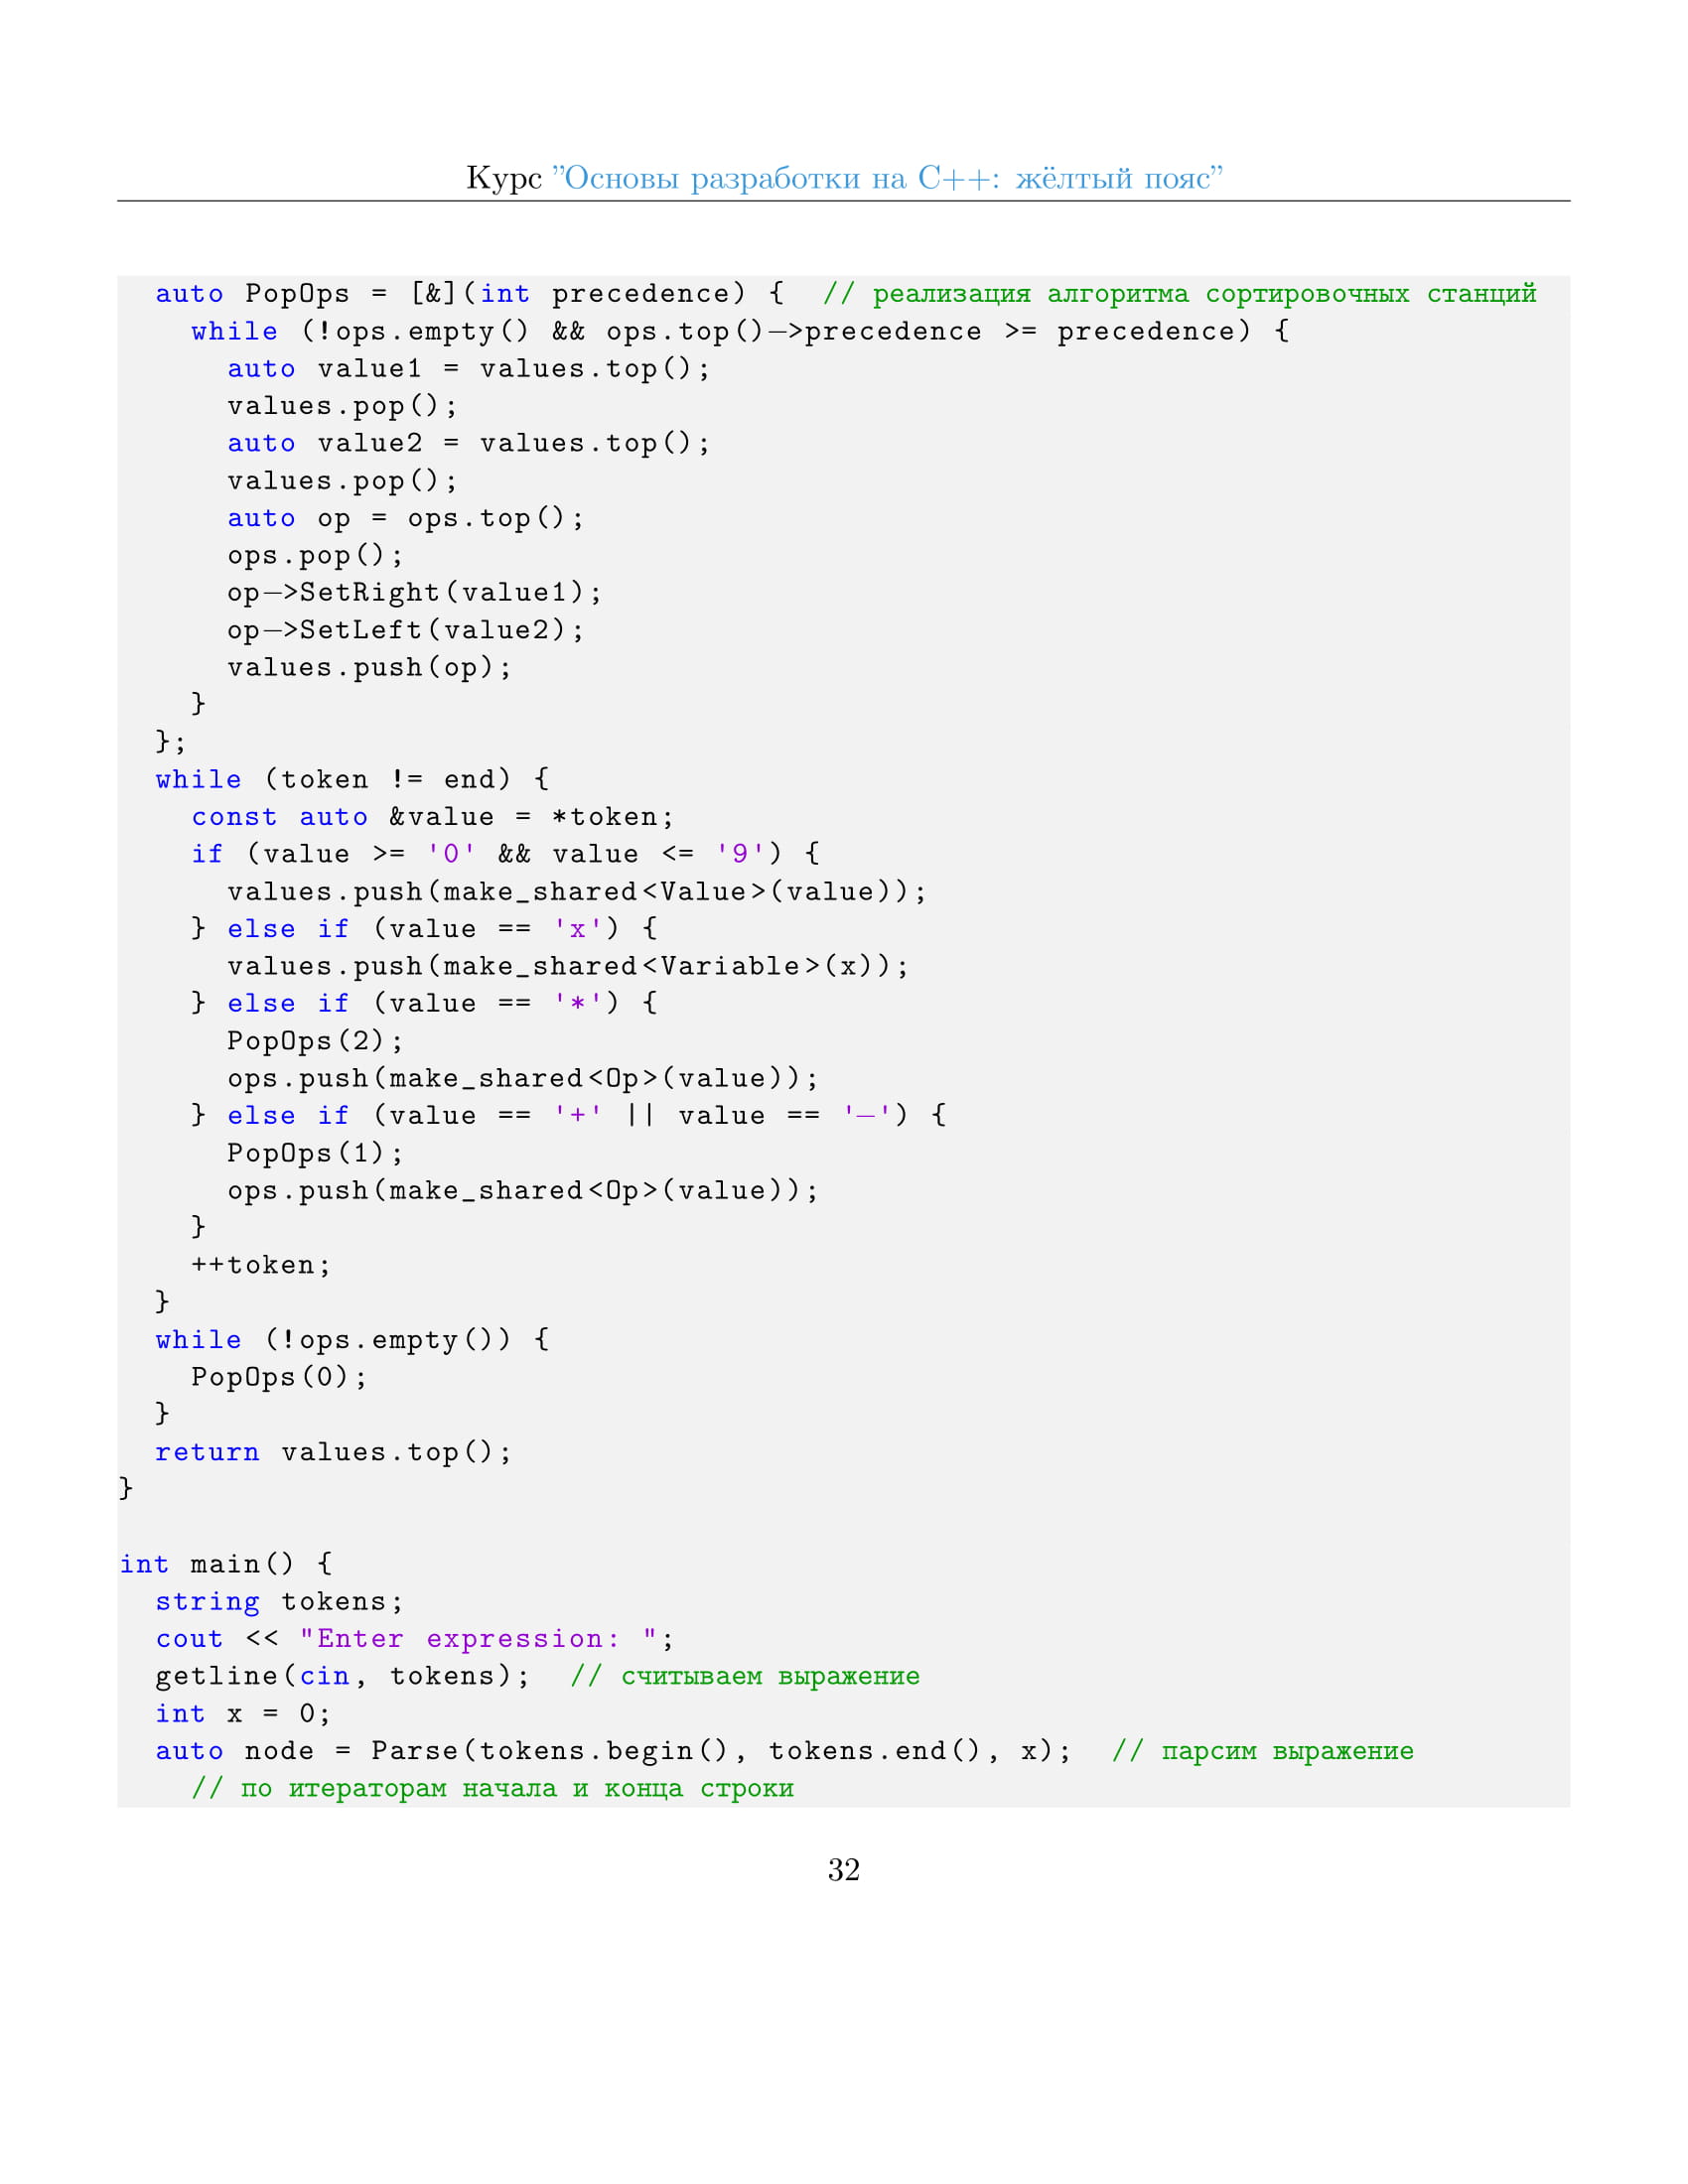 Курс "Основы разработки на C++: жёлтый пояс"
  auto PopOps = [&](int precedence) {  // реализация алгоритма сортировочных станций
    while (!ops.empty() && ops.top()->precedence >= precedence) {
      auto value1 = values.top();
      values.pop();
      auto value2 = values.top();
      values.pop();
      auto op = ops.top();
      ops.pop();
      op->SetRight(value1);
      op->SetLeft(value2);
      values.push(op);
    }
  };
  while (token != end) {
    const auto &value = *token;
    if (value >= '0' && value <= '9') {
      values.push(make_shared<Value>(value));
    } else if (value == 'x') {
      values.push(make_shared<Variable>(x));
    } else if (value == '*') {
      PopOps(2);
      ops.push(make_shared<Op>(value));
    } else if (value == '+' || value == '-') {
      PopOps(1);
      ops.push(make_shared<Op>(value));
    }
    ++token;
  }
  while (!ops.empty()) {
    PopOps(0);
  }
  return values.top();
}

int main() {
  string tokens;
  cout << "Enter expression: ";
  getline(cin, tokens);  // считываем выражение
  int x = 0;
  auto node = Parse(tokens.begin(), tokens.end(), x);  // парсим выражение
    // по итераторам начала и конца строки
32